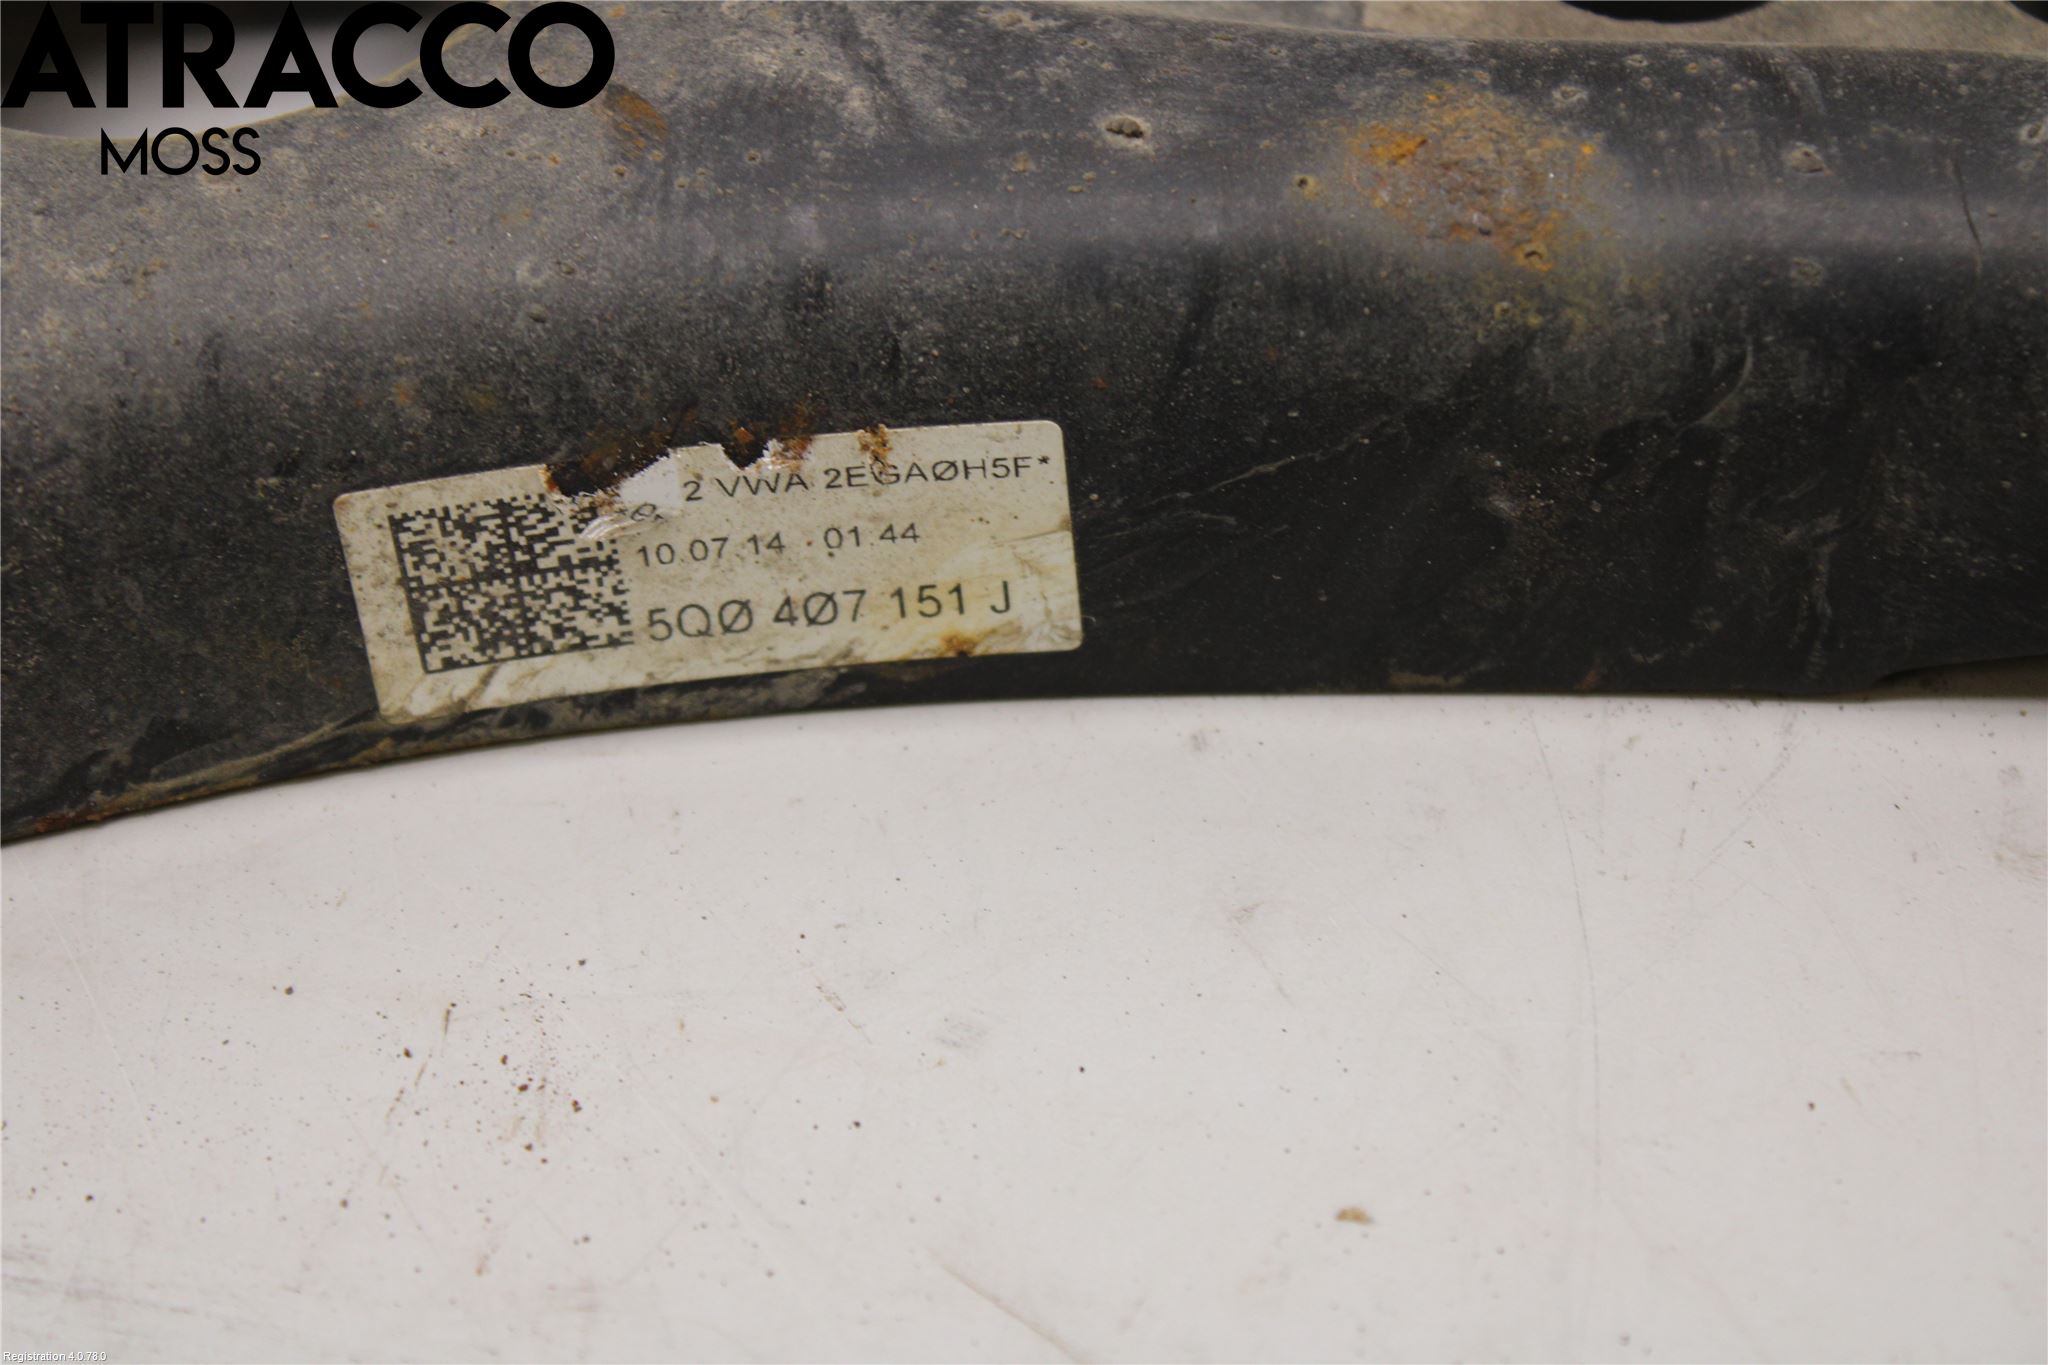 ATRACCO
MOSS
2 VWA 2EGAØH5F*
10.07.14 01:44
5QØ 4Ø7 151 J
Registration 4.0.78.0